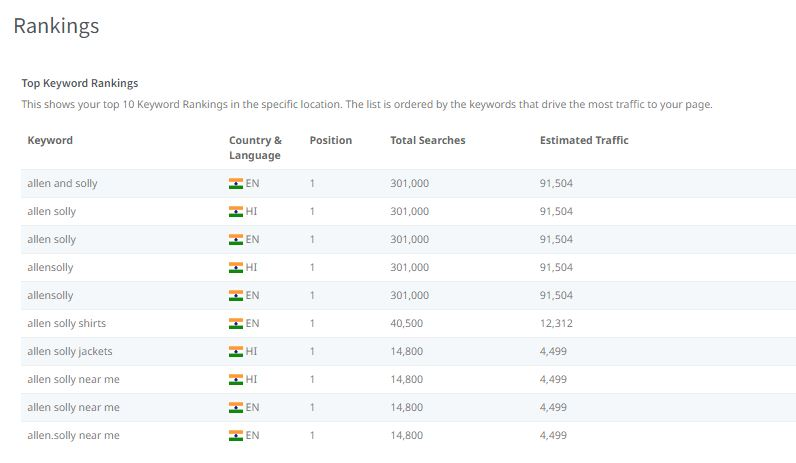 Rankings
Top Keyword Rankings
This shows your top 10 Keyword Rankings in the specific location. The list is ordered by the keywords that drive the most traffic to your page.
Keyword Country & Language Position Total Searches Estimated Traffic
allen and solly EN 1 301,000 91,504
allen solly HI 1 301,000 91,504
allen solly EN 1 301,000 91,504
allensolly HI 1 301,000 91,504
allensolly EN 1 301,000 91,504
allen solly shirts EN 1 40,500 12,312
allen solly jackets HI 1 14,800 4,499
allen solly near me HI 1 14,800 4,499
allen solly near me EN 1 14,800 4,499
allen.solly near me EN 1 14,800 4,499